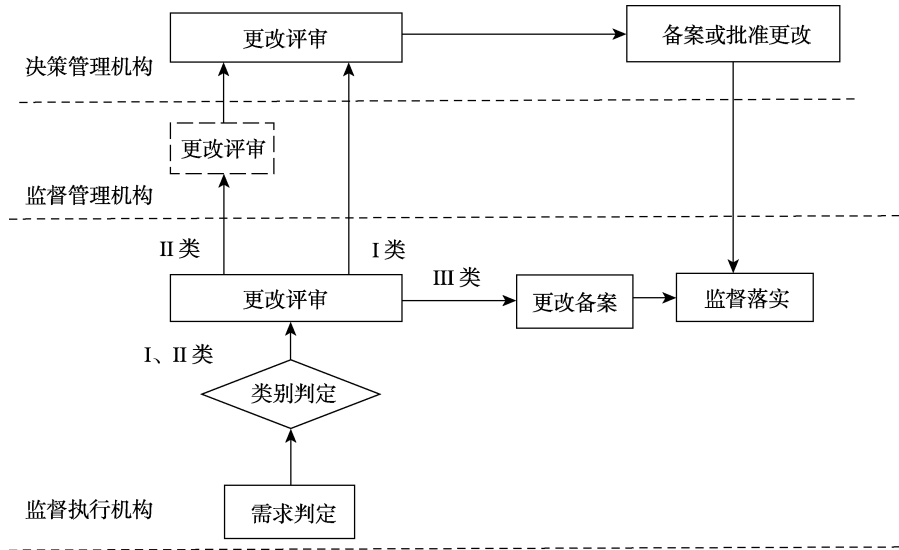 更改评审
备案或批准更改
决策管理机构
更改评审
监督管理机构
II 类
I 类
更改评审
III 类
更改备案
监督落实
I、II 类
类别判定
监督执行机构
需求判定